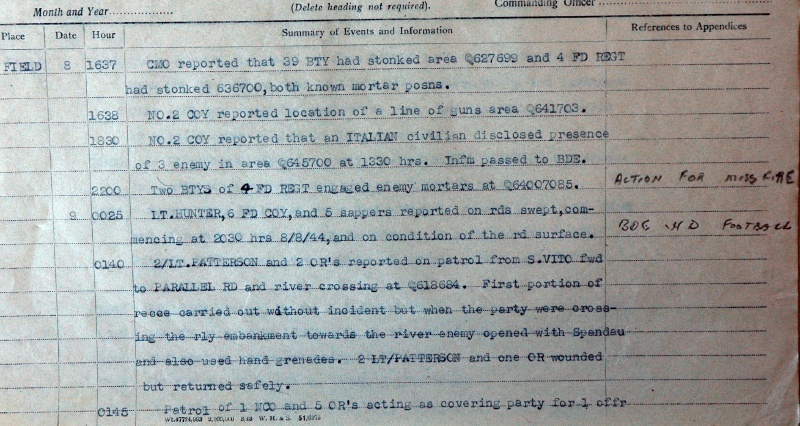 Month and Year................ (Delete heading not required). Commanding Officer
Place Date Hour Summary of Events and Information References to Appendices
FIELD 8 1637 CMO reported that 39 BTY had stonked area Q627699 and 4 FD REGT
had stonked 636700, both known mortar posns.
1638 NO.2 COY reported location of a line of guns area Q641703.
1830 NO.2 COY reported that an ITALIAN civilian disclosed presence
of 3 enemy in area Q645700 at 1330 hrs. Infm passed to BDE.
2200 Two BTYS of 4 FD REGT engaged enemy mortars at Q64007085. ACTION FOR
9 0025 LT.HUNTER, 6 FD COY, and 5 sappers reported on rds swept, com- BDE FOOTBALL
mencing at 2030 hrs 8/8/44, and on condition of the rd surface.
0140 2/LT.PATTERSON and 2 OR's reported on patrol from S.VITO fwd
to PARALLEL RD and river crossing at Q618684. First portion of
recce carried out without incident but when the party were cross-
ing the rly embankment towards the river enemy opened with Spandau
and also used hand grenades. 2 LT/PATTERSON and one OR wounded
but returned safely.
0145 Patrol of 1 NCO and 5 OR's acting as covering party for 1 offr